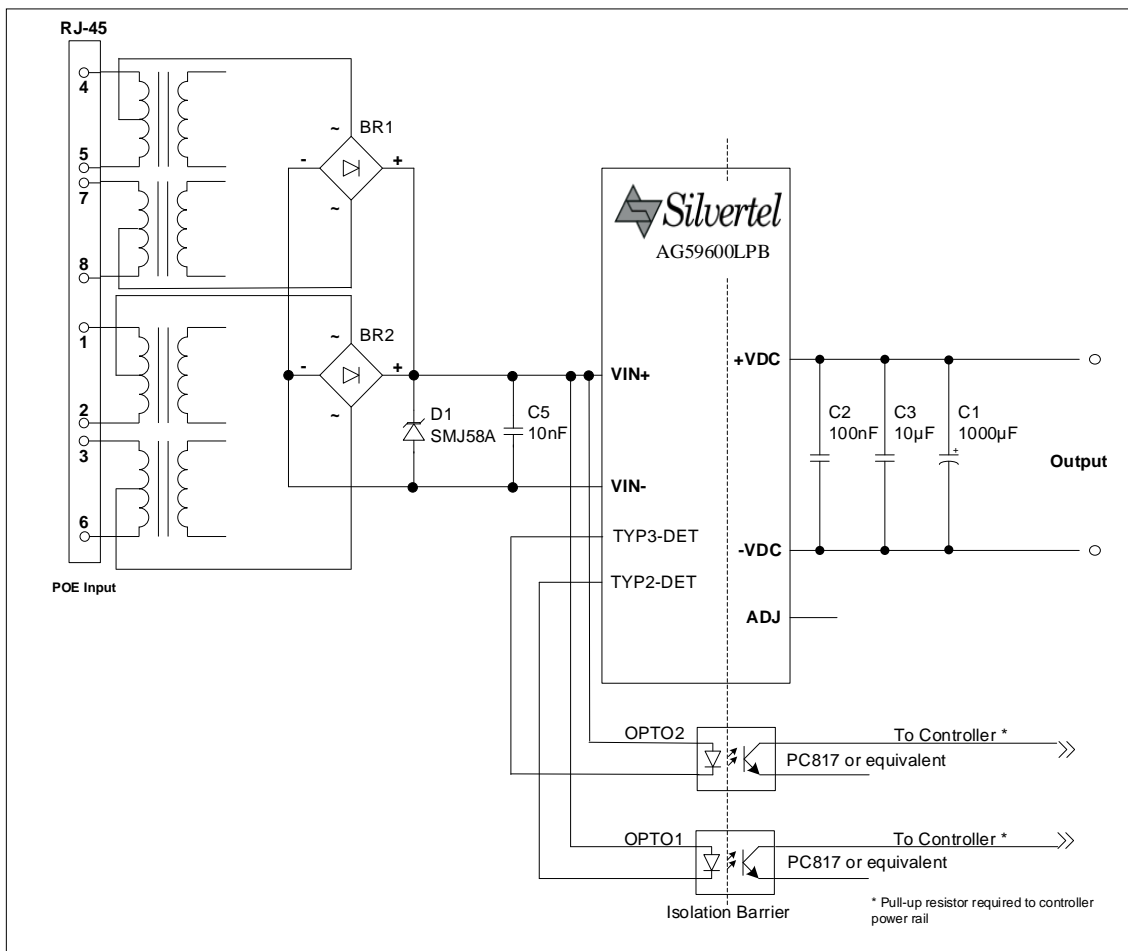 RJ-45
4
5
7
8
1
2
3
6
POE Input
~
BR1
-
+
~
~
BR2
-
+
~
D1
SMJ58A
C5
10nF
Silvertel
AG59600LPB
VIN+
VIN-
TYP3-DET
TYP2-DET
+VDC
-VDC
ADJ
C2
100nF
C3
10µF
C1
1000µF
+
Output
OPTO2
To Controller *
PC817 or equivalent
OPTO1
To Controller *
PC817 or equivalent
Isolation Barrier
* Pull-up resistor required to controller
power rail